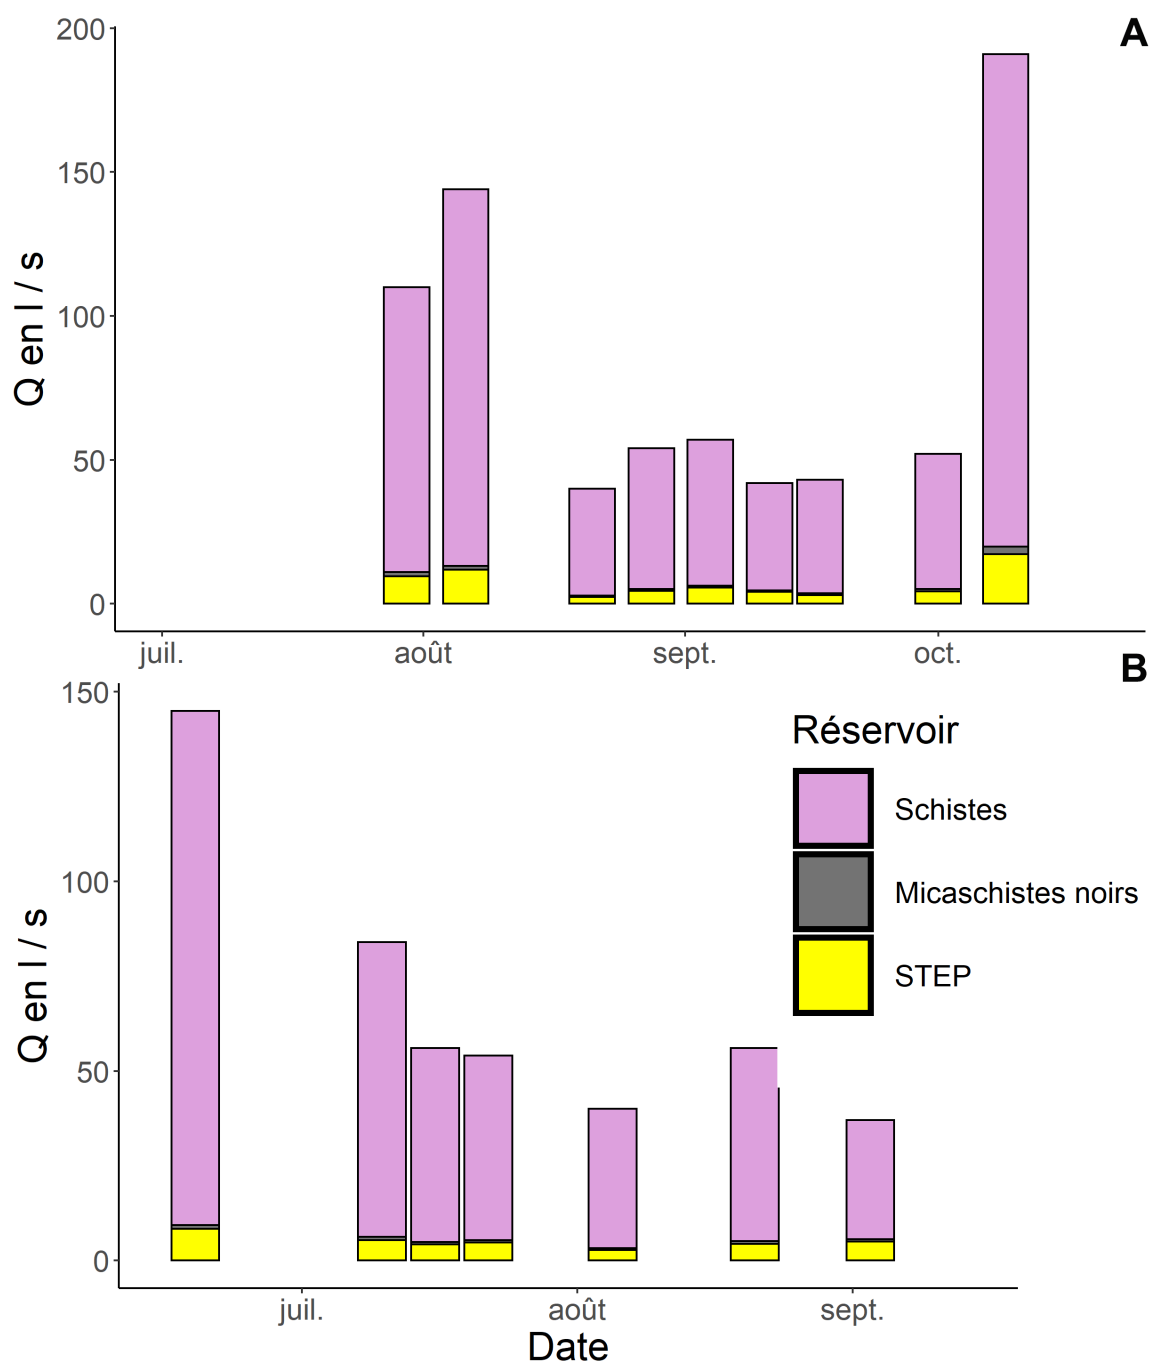 A
200
150
100
50
0
Q en l / s
juil.
août
sept.
oct.
B
150
100
50
0
Q en l / s
Réservoir
Schistes
Micaschistes noirs
STEP
juil.
août
sept.
Date